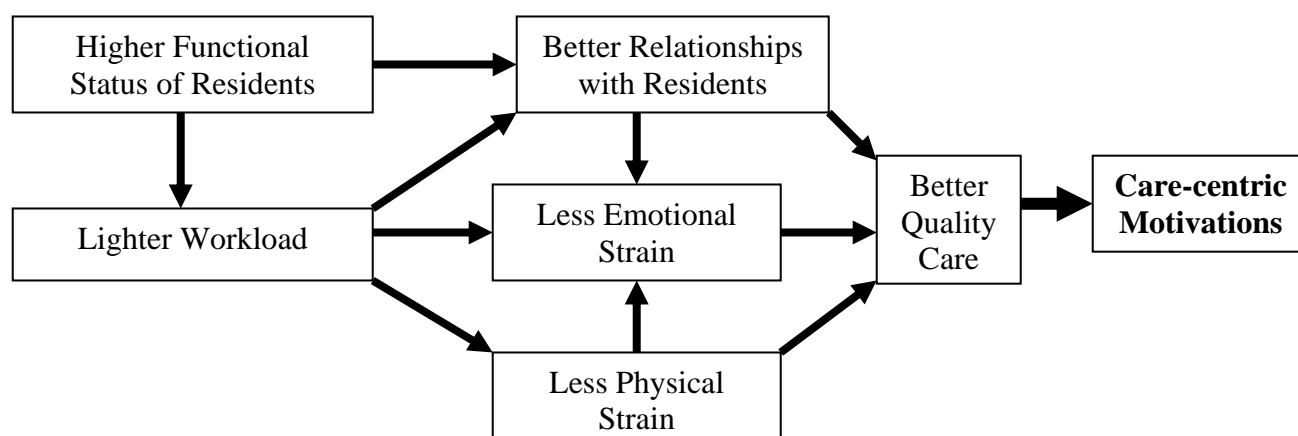 Higher Functional
Status of Residents
Better Relationships
with Residents
Lighter Workload
Less Emotional
Strain
Better
Quality
Care
Care-centric
Motivations
Less Physical
Strain